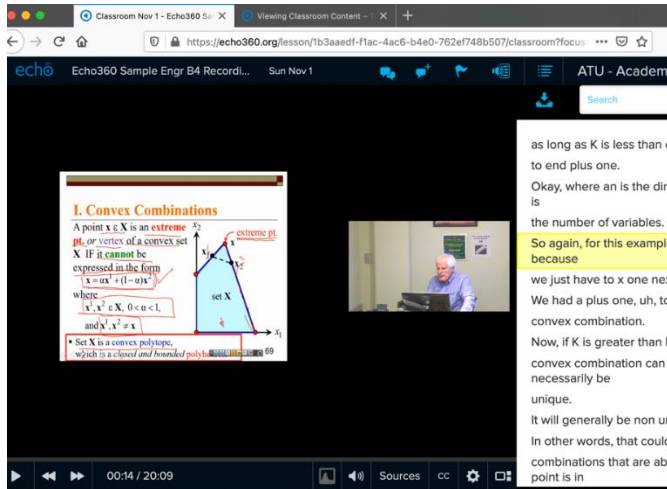 Classroom Nov 1 - Echo360 Sa
Viewing Classroom Content –
https://echo360.org/lesson/1b3aaedf-f1ac-4ac6-b4e0-762ef748b507/classroom?focus
echo Echo360 Sample Engr B4 Recordi... Sun Nov 1
ATU - Academ
Search
I. Convex Combinations
A point x ε X is an extreme
pt. or vertex of a convex set
X IF it cannot be
expressed in the form
x = αx¹ + (1-α)x²
where
x¹, x² ε X, 0 < α < 1,
and x¹, x² ≠ x
• Set X is a convex polytope,
which is a closed and bounded
69
x₂
extreme pt.
x
x¹
x²
set X
x₁
as long as K is less than
to end plus one.
Okay, where an is the
is
the number of variables.
So again, for this example
because
we just have to x one
We had a plus one, uh,
convex combination.
Now, if K is greater than
convex combination can
necessarily be
unique.
It will generally be non
In other words, that
combinations that are
point is in
00:14 / 20:09
Sources
CC